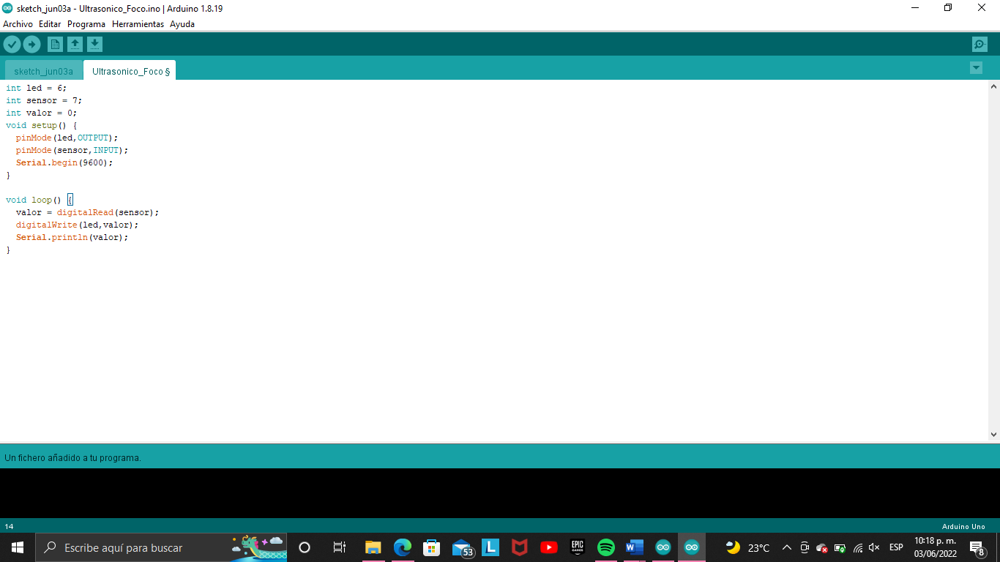 sketch_jun03a - Ultrasonico_Foco.ino | Arduino 1.8.19
Archivo Editar Programa Herramientas Ayuda
sketch_jun03a Ultrasonico_Foco §
int led = 6;
int sensor = 7;
int valor = 0;
void setup() {
  pinMode(led,OUTPUT);
  pinMode(sensor,INPUT);
  Serial.begin(9600);
}
void loop() {
  valor = digitalRead(sensor);
  digitalWrite(led,valor);
  Serial.println(valor);
}
Un fichero añadido a tu programa.
14 Arduino Uno
Escribe aquí para buscar 53 L EPIC GAMES W 23°C ESP 10:18 p. m. 8
03/06/2022